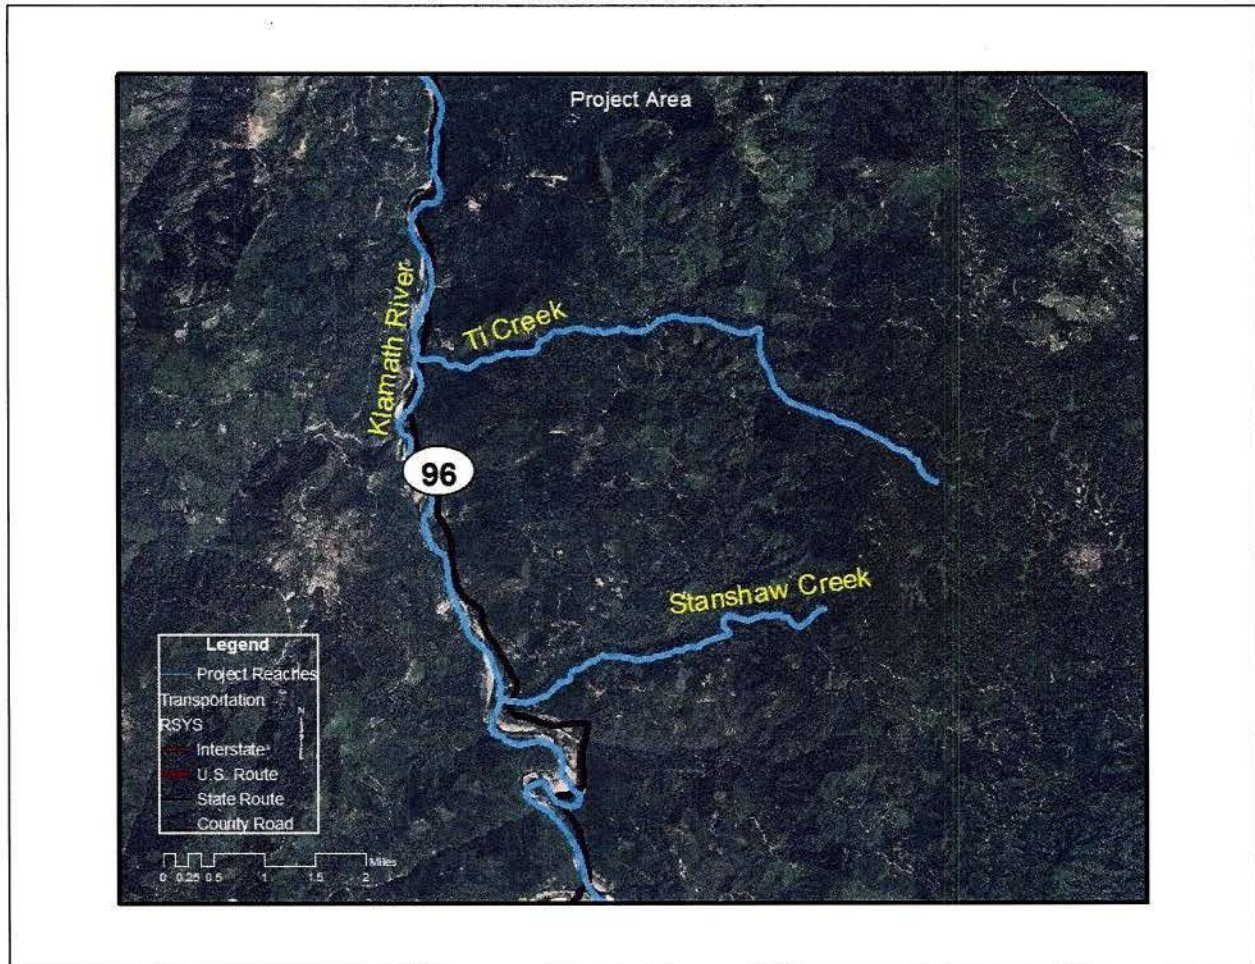 Project Area
Klamath River
Ti Creek
96
Stanshaw Creek
Legend
Project Reaches
Transportation
RSYS
N
Interstate
U.S. Route
State Route
County Road
Miles
0 0.25 0.5 1 1.5 2